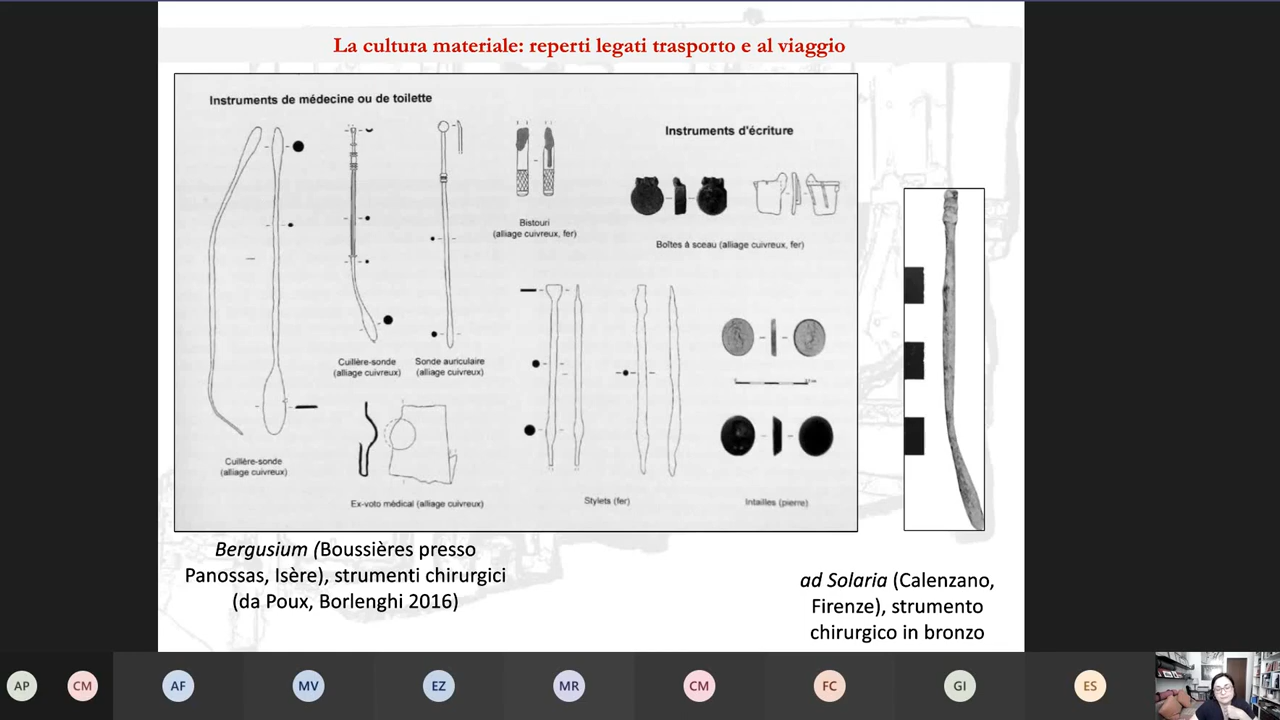 La cultura materiale: reperti legati trasporto e al viaggio
Instruments de médecine ou de toilette
Instruments d'écriture
Bistouri
(alliage cuivreux, fer)
Boîtes à sceau (alliage cuivreux, fer)
Cuillère-sonde
(alliage cuivreux)
Sonde auriculaire
(alliage cuivreux)
Cuillère-sonde
(alliage cuivreux)
Ex-voto médical (alliage cuivreux)
Stylets (fer)
Intailles (pierre)
Bergusium (Boussières presso
Panossas, Isère), strumenti chirurgici
(da Poux, Borlenghi 2016)
ad Solaria (Calenzano,
Firenze), strumento
chirurgico in bronzo
AP
CM
AF
MV
EZ
MR
CM
FC
GI
ES